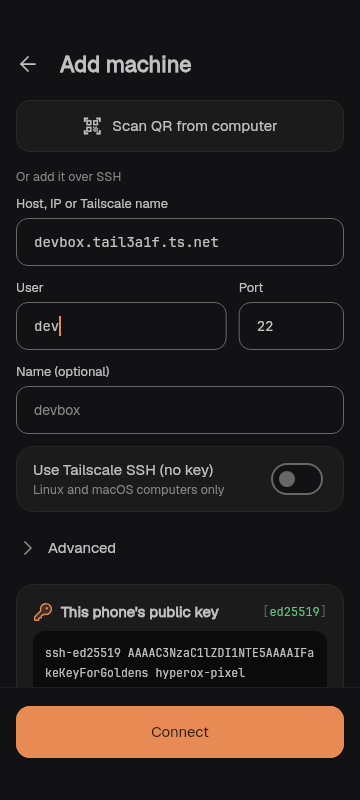 Add machine
Scan QR from computer
Or add it over SSH
Host, IP or Tailscale name
devbox.tail3a1f.ts.net
User
Port
dev
22
Name (optional)
devbox
Use Tailscale SSH (no key)
Linux and macOS computers only
Advanced
This phone's public key
[ed25519]
ssh-ed25519 AAAAC3NzaC1lZDI1NTE5AAAAIFa
keKeyForGoldens hyperox-pixel
Connect